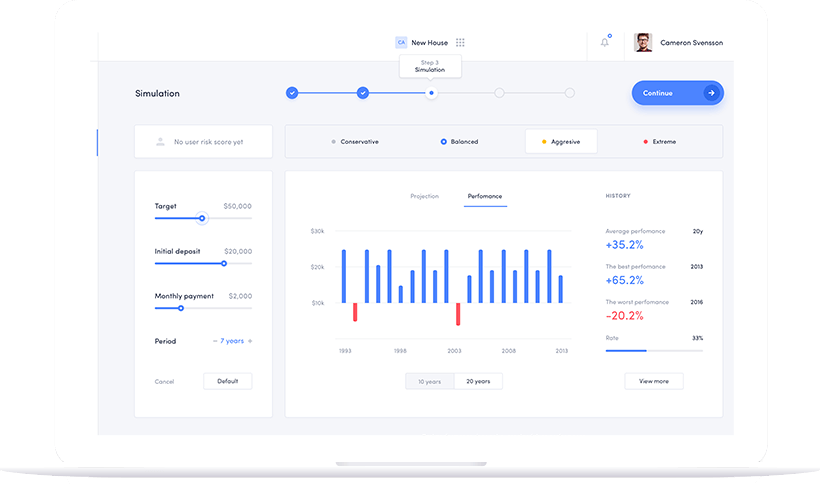 CA New House
Cameron Svensson
Step 3
Simulation
Simulation
Continue
No user risk score yet
Conservative
Balanced
Aggresive
Extreme
Target $50,000
Initial deposit $20,000
Monthly payment $2,000
Period − 7 years +
Cancel
Default
Projection
Perfomance
$30k
$20k
$10k
1993 1998 2003 2008 2013
10 years
20 years
HISTORY
Average perfomance 20y
+35.2%
The best perfomance 2013
+65.2%
The worst perfomance 2016
-20.2%
Rate 33%
View more